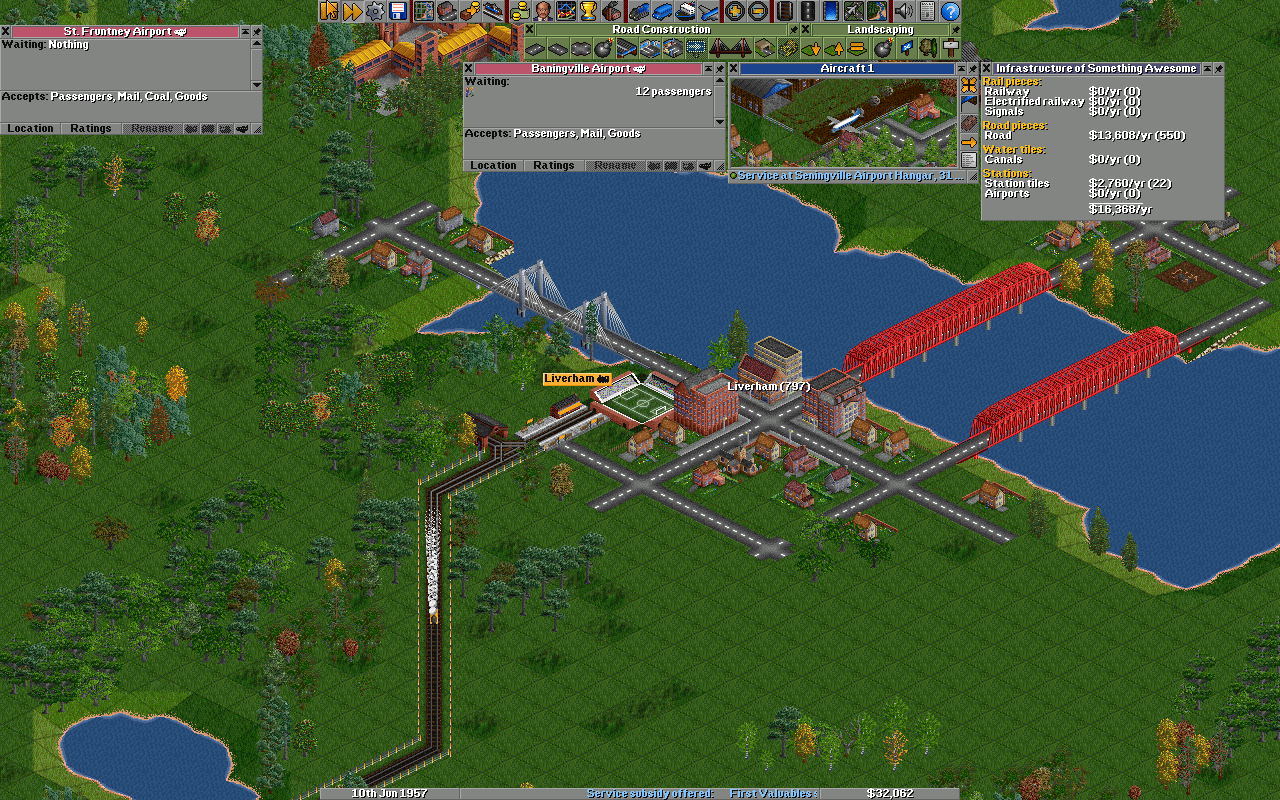 Road Construction
Landscaping
St. Fruntney Airport
Waiting: Nothing
Accepts: Passengers, Mail, Coal, Goods
Location Ratings Rename
Baningville Airport
Waiting:
12 passengers
Accepts: Passengers, Mail, Goods
Location Ratings Rename
Aircraft 1
Service at Seningville Airport Hangar, 31 ...
Infrastructure of Something Awesome
Rail pieces:
Railway $0/yr (0)
Electrified railway $0/yr (0)
Signals $0/yr (0)
Road pieces:
Road $13,608/yr (550)
Water tiles:
Canals $0/yr (0)
Stations:
Station tiles $2,760/yr (22)
Airports $0/yr (0)
$16,368/yr
Liverham
Liverham (797)
10th Jun 1957
Service subsidy offered: First Valuables
$32,062